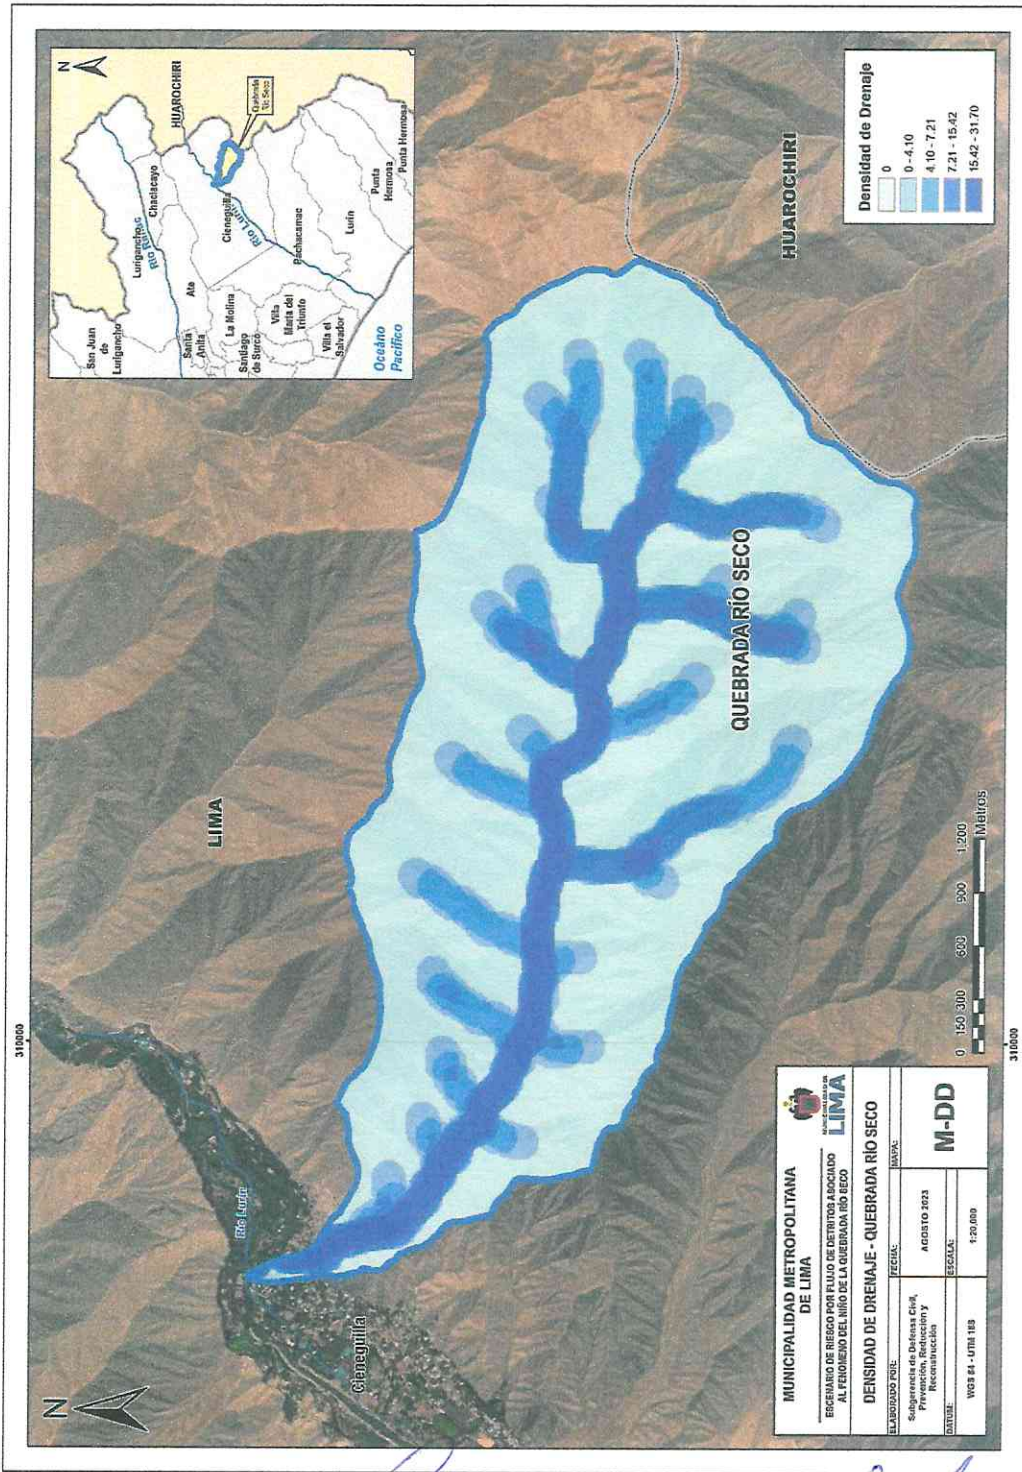 N
LIMA
HUAROCHIRI
QUEBRADA RÍO SECO
Río Lurín
Cieneguilla
310000
310000
N
San Juan
de
Lurigancho
Lurigancho
Chaclacayo
HUAROCHIRI
Ate
Santa
Anita
La Molina
Santiago
de Surco
Villa
María del
Triunfo
Villa el
Salvador
Cieneguilla
Quebrada
Río Seco
Pachacamac
Lurín
Punta
Hermosa
Punta Hermosa
Océano
Pacífico
Densidad de Drenaje
0
0 - 4.10
4.10 - 7.21
7.21 - 15.42
15.42 - 31.70
0 150 300 600 900 1,200
Metros
MUNICIPALIDAD METROPOLITANA
DE LIMA
MUNICIPALIDAD DE
LIMA
ESCENARIO DE RIESGO POR FLUJO DE DETRITOS ASOCIADO
AL FENOMENO DEL NIÑO DE LA QUEBRADA RÍO SECO
DENSIDAD DE DRENAJE - QUEBRADA RÍO SECO
ELABORADO POR:
Subgerencia de Defensa Civil,
Prevención, Reducción y
Reconstrucción
FECHA:
AGOSTO 2023
MAPA:
M-DD
DATUM:
WGS 84 - UTM 18S
ESCALA:
1:20,000